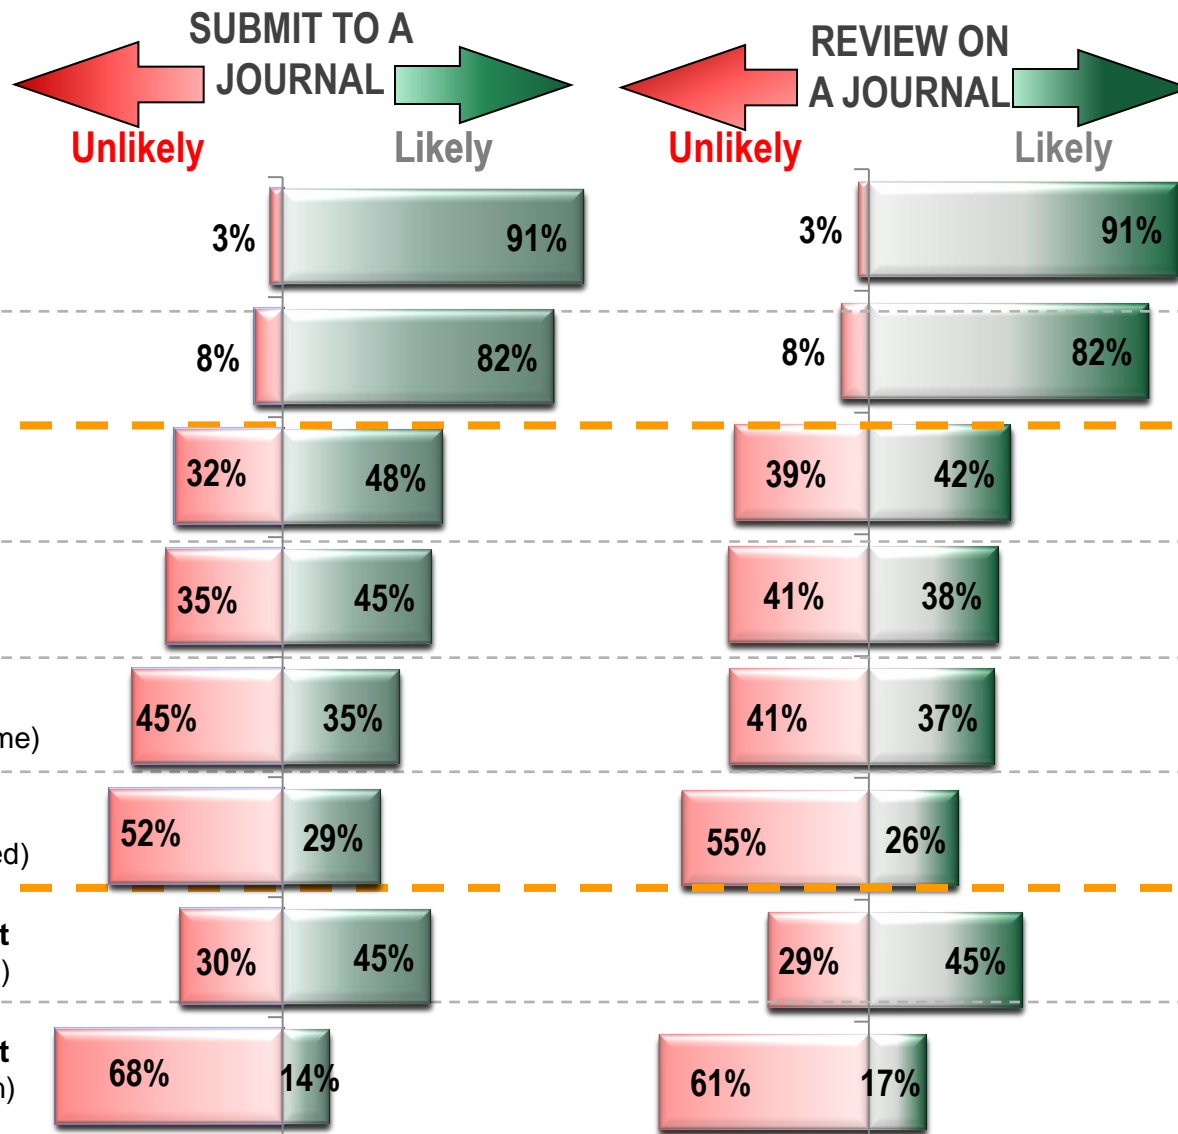 SUBMIT TO A
JOURNAL
Unlikely
Likely
REVIEW ON
A JOURNAL
Unlikely
Likely
3%
91%
3%
91%
8%
82%
8%
82%
32%
48%
39%
42%
35%
45%
41%
38%
45%
35%
41%
37%
me)
52%
29%
55%
26%
ed)
t
)
30%
45%
29%
45%
t
n)
68%
14%
61%
17%